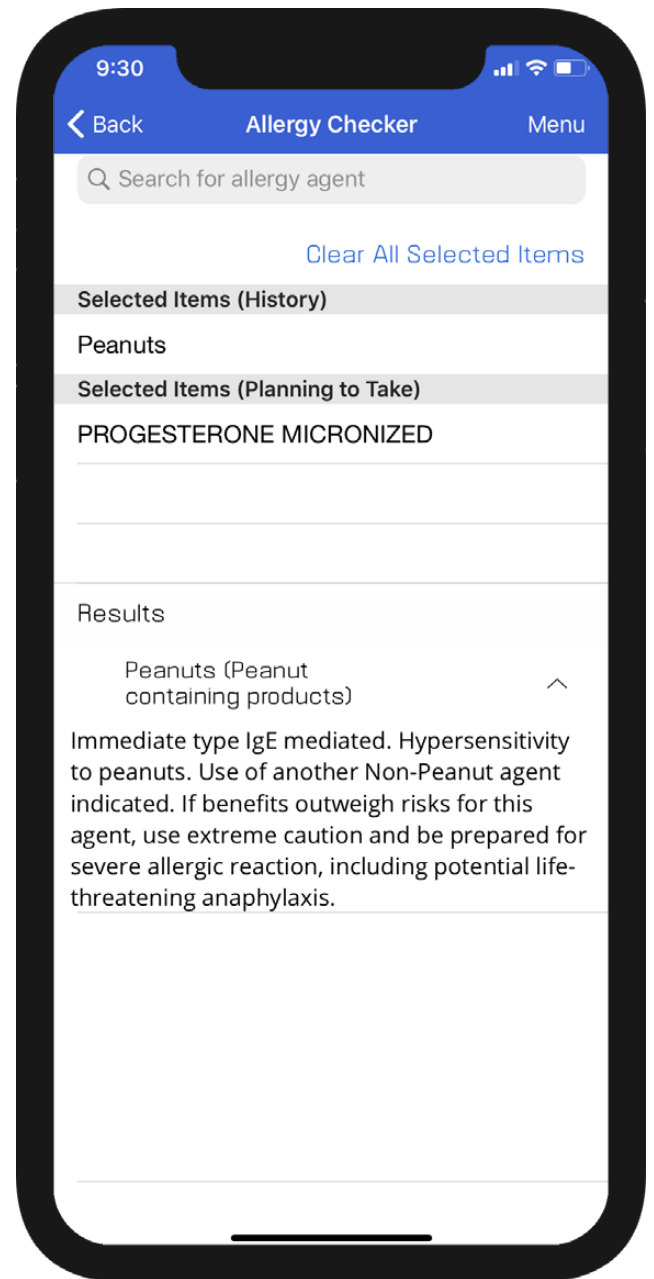 9:30
Back Allergy Checker Menu
Search for allergy agent
Clear All Selected Items
Selected Items (History)
Peanuts
Selected Items (Planning to Take)
PROGESTERONE MICRONIZED
Results
Peanuts (Peanut
containing products)
Immediate type IgE mediated. Hypersensitivity
to peanuts. Use of another Non-Peanut agent
indicated. If benefits outweigh risks for this
agent, use extreme caution and be prepared for
severe allergic reaction, including potential life-
threatening anaphylaxis.